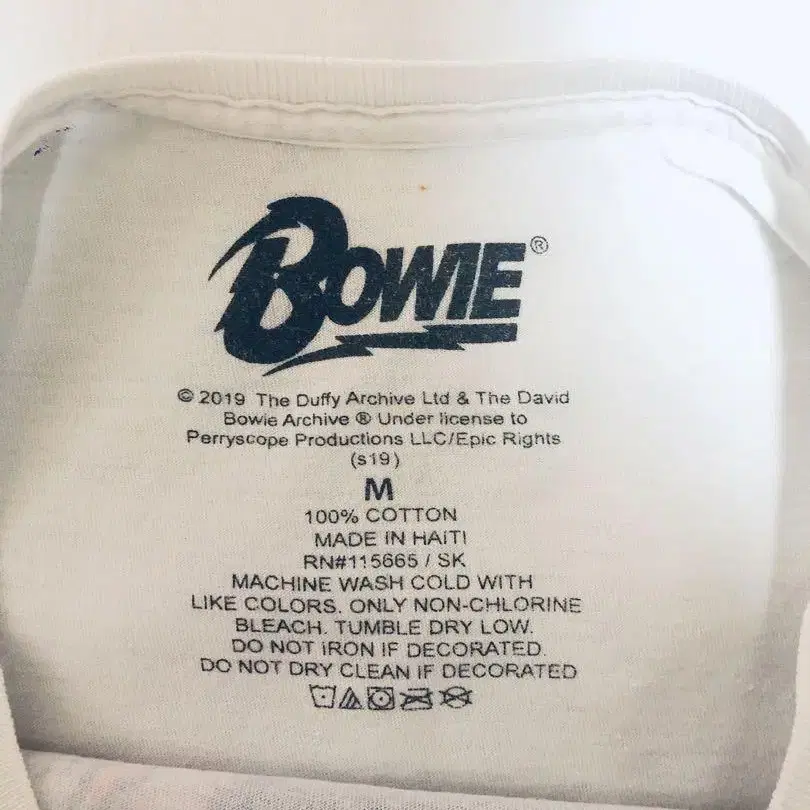 BOWIE®
© 2019 The Duffy Archive Ltd & The David
Bowie Archive ® Under license to
Perryscope Productions LLC/Epic Rights
(s19)
M
100% COTTON
MADE IN HAITI
RN#115665 / SK
MACHINE WASH COLD WITH
LIKE COLORS. ONLY NON-CHLORINE
BLEACH. TUMBLE DRY LOW.
DO NOT IRON IF DECORATED.
DO NOT DRY CLEAN IF DECORATED